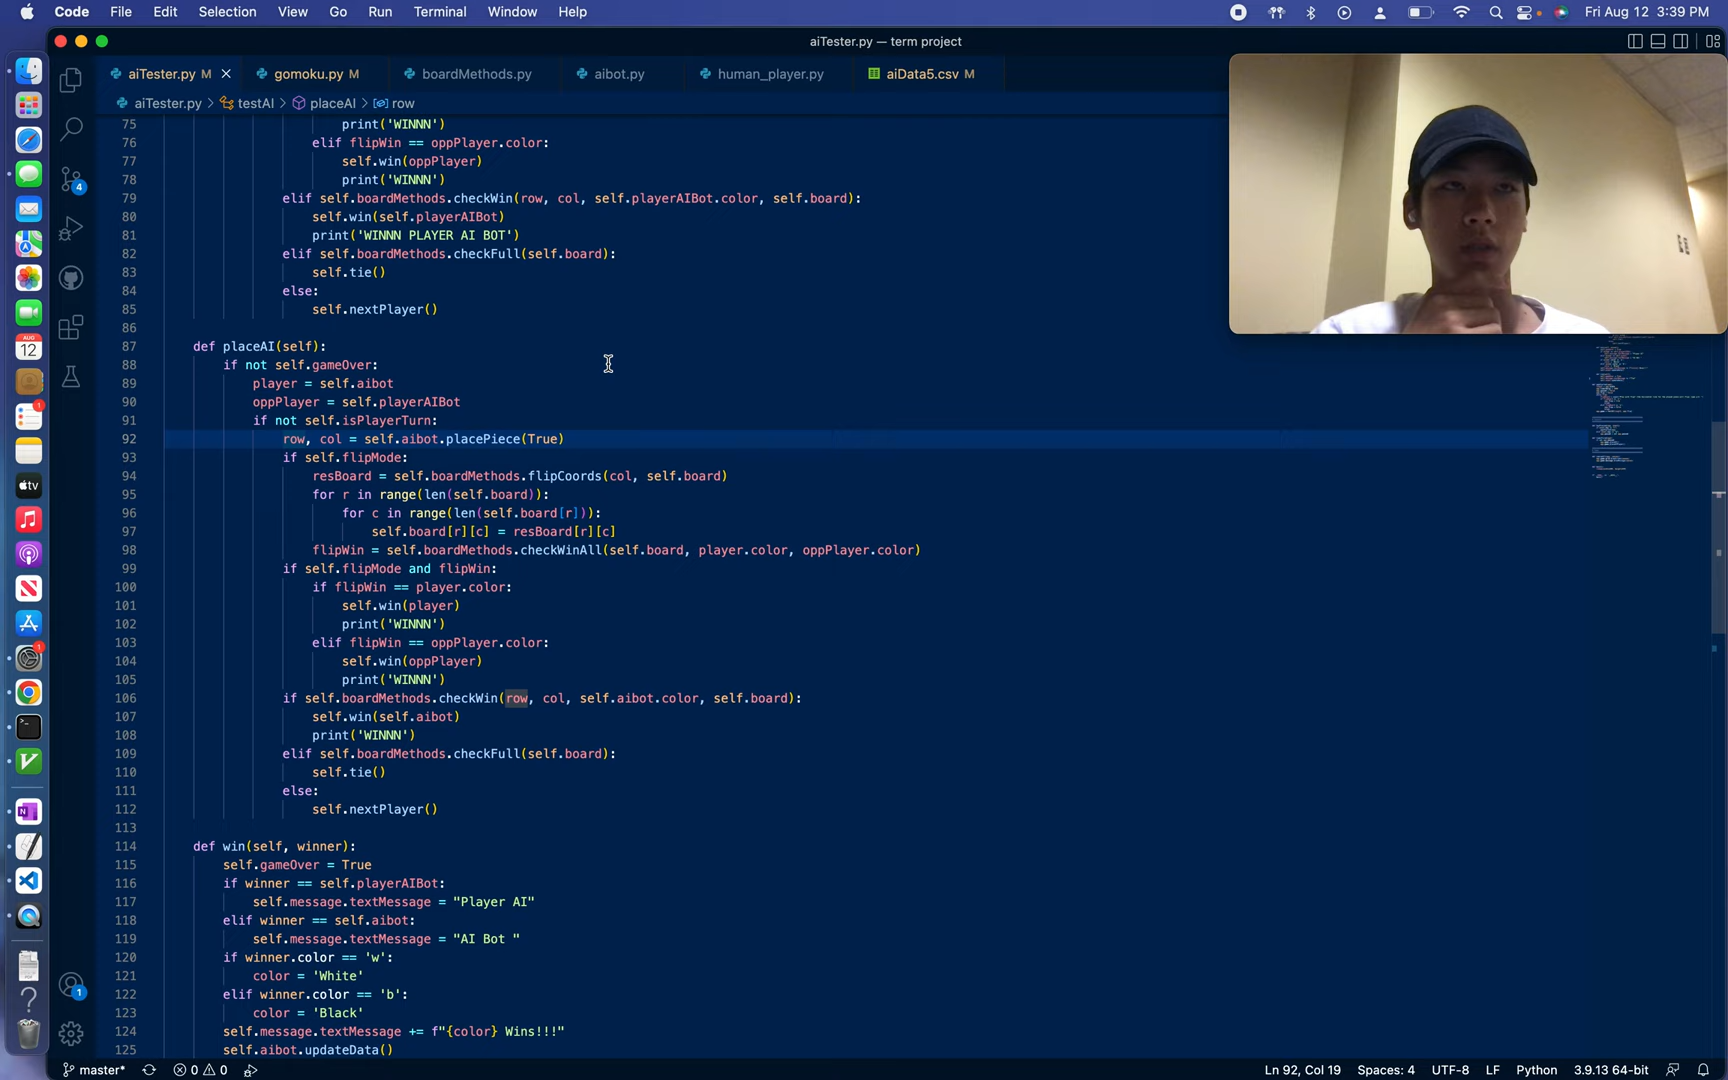 Code File Edit Selection View Go Run Terminal Window Help
Fri Aug 12 3:39 PM
aiTester.py — term project
aiTester.py M
gomoku.py M
boardMethods.py
aibot.py
human_player.py
aiData5.csv M
aiTester.py > testAI > placeAI > row
75 print('WINNN')
76 elif flipWin == oppPlayer.color:
77 self.win(oppPlayer)
78 print('WINNN')
79 elif self.boardMethods.checkWin(row, col, self.playerAIBot.color, self.board):
80 self.win(self.playerAIBot)
81 print('WINNN PLAYER AI BOT')
82 elif self.boardMethods.checkFull(self.board):
83 self.tie()
84 else:
85 self.nextPlayer()
86
87 def placeAI(self):
88 if not self.gameOver:
89 player = self.aibot
90 oppPlayer = self.playerAIBot
91 if not self.isPlayerTurn:
92 row, col = self.aibot.placePiece(True)
93 if self.flipMode:
94 resBoard = self.boardMethods.flipCoords(col, self.board)
95 for r in range(len(self.board)):
96 for c in range(len(self.board[r])):
97 self.board[r][c] = resBoard[r][c]
98 flipWin = self.boardMethods.checkWinAll(self.board, player.color, oppPlayer.color)
99 if self.flipMode and flipWin:
100 if flipWin == player.color:
101 self.win(player)
102 print('WINNN')
103 elif flipWin == oppPlayer.color:
104 self.win(oppPlayer)
105 print('WINNN')
106 if self.boardMethods.checkWin(row, col, self.aibot.color, self.board):
107 self.win(self.aibot)
108 print('WINNN')
109 elif self.boardMethods.checkFull(self.board):
110 self.tie()
111 else:
112 self.nextPlayer()
113
114 def win(self, winner):
115 self.gameOver = True
116 if winner == self.playerAIBot:
117 self.message.textMessage = "Player AI"
118 elif winner == self.aibot:
119 self.message.textMessage = "AI Bot "
120 if winner.color == 'w':
121 color = 'White'
122 elif winner.color == 'b':
123 color = 'Black'
124 self.message.textMessage += f"{color} Wins!!!"
125 self.aibot.updateData()
4
AUG
12
tv
1
1
1
master* 0 0
Ln 92, Col 19 Spaces: 4 UTF-8 LF Python 3.9.13 64-bit